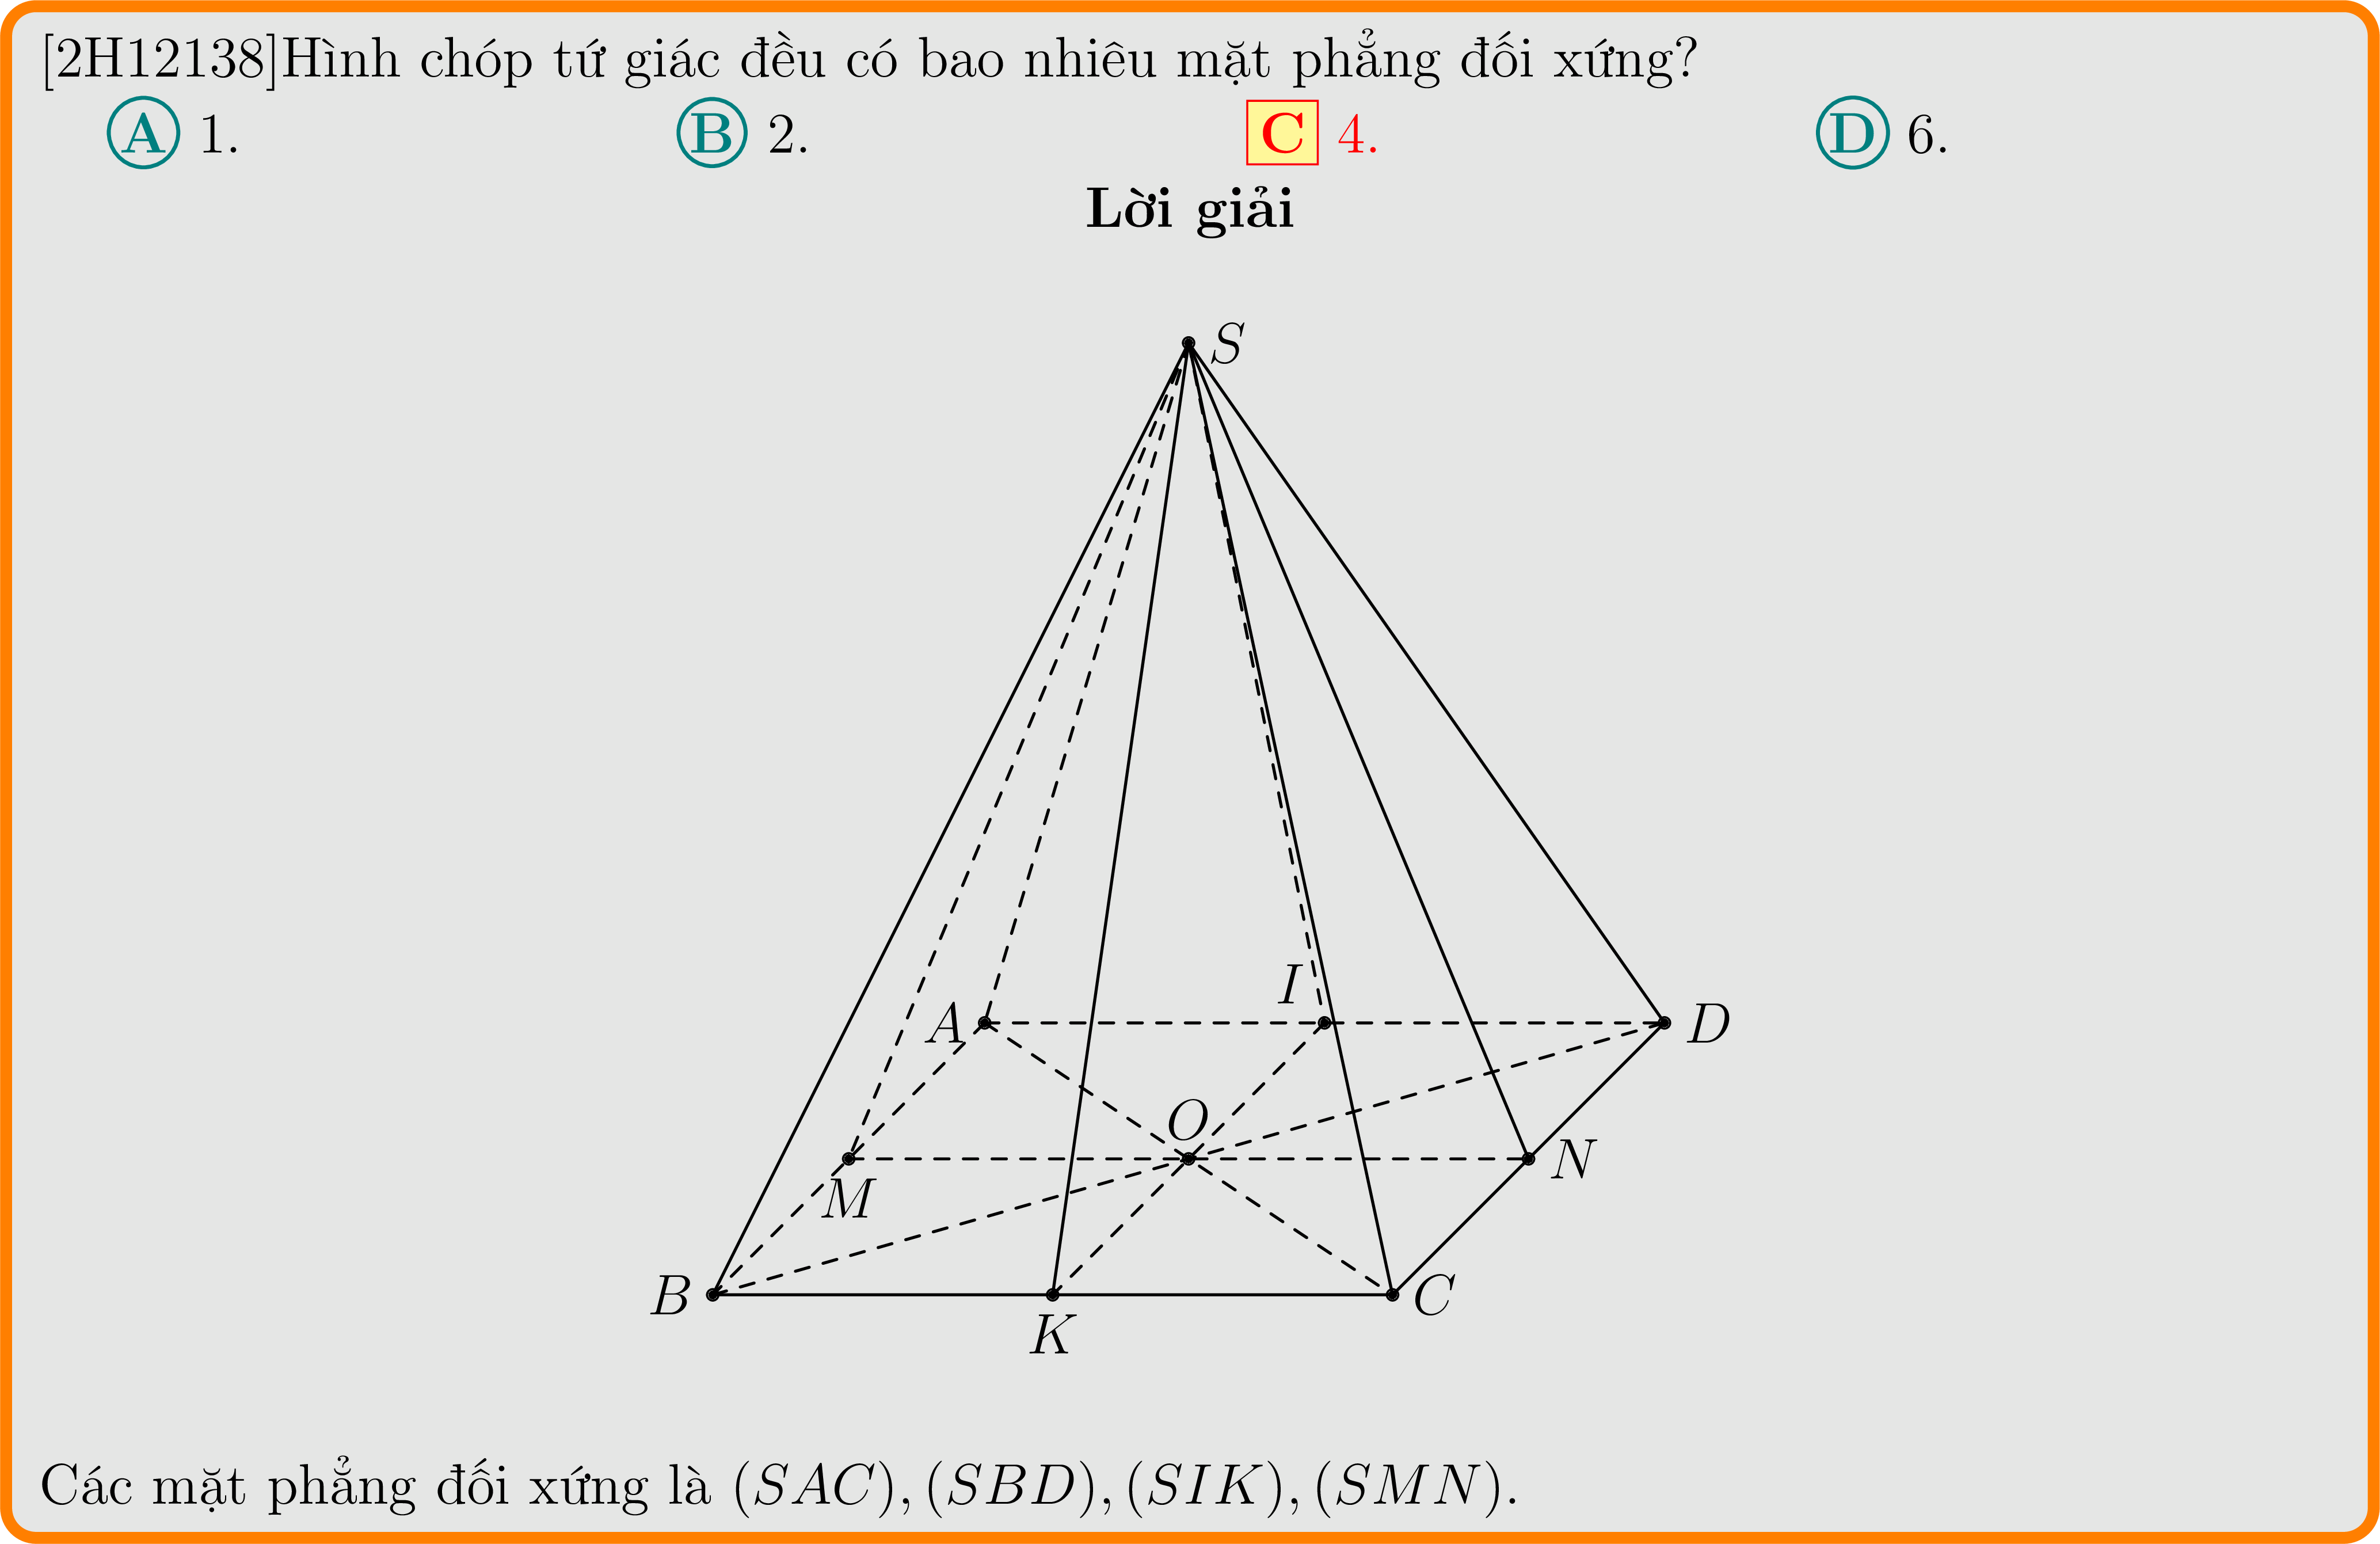 [2H12138]Hình chóp tứ giác đều có bao nhiêu mặt phẳng đối xứng?
A 1. B 2. C 4. D 6.
Lời giải
S
I
A D
O
N
M
B C
K
Các mặt phẳng đối xứng là (SAC), (SBD), (SIK), (SMN).